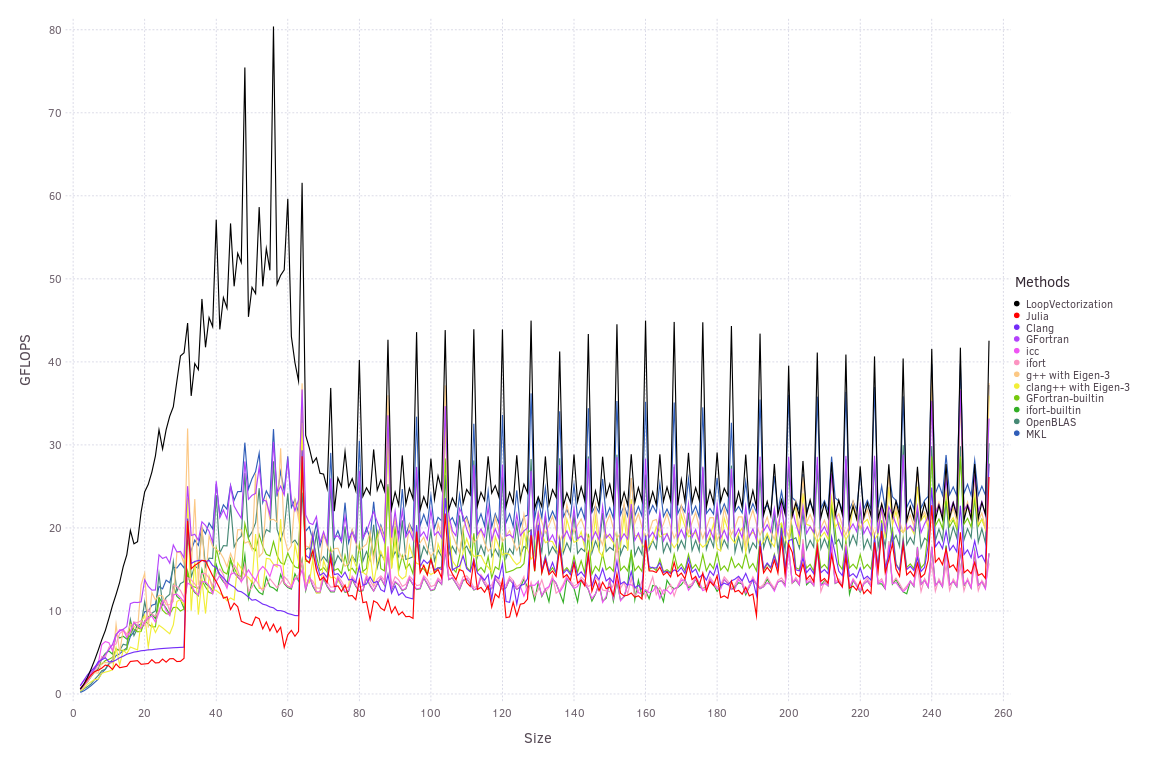 80
70
60
50
40
30
20
10
0
GFLOPS
0 20 40 60 80 100 120 140 160 180 200 220 240 260
Size
Methods
LoopVectorization
Julia
Clang
GFortran
icc
ifort
g++ with Eigen-3
clang++ with Eigen-3
GFortran-builtin
ifort-builtin
OpenBLAS
MKL